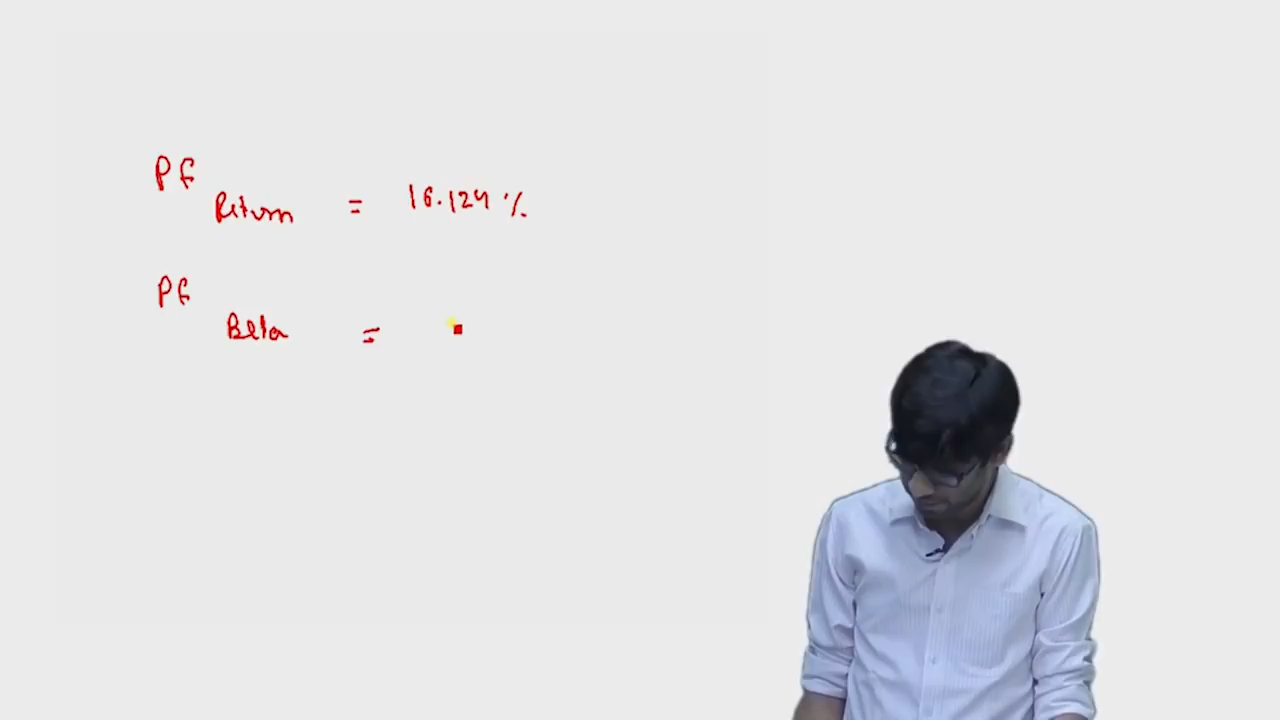 Pf Return = 16.124 %
Pf Beta =